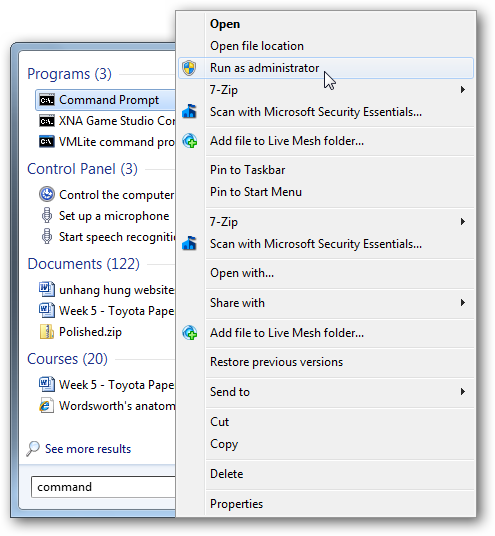 Programs (3)
Command Prompt
XNA Game Studio Cor
VMLite command pro
Control Panel (3)
Control the computer
Set up a microphone
Start speech recogniti
Documents (122)
unhang hung websites
Week 5 - Toyota Pape
Polished.zip
Courses (20)
Week 5 - Toyota Pape
Wordsworth's anatom
See more results
command
Open
Open file location
Run as administrator
7-Zip
Scan with Microsoft Security Essentials...
Add file to Live Mesh folder...
Pin to Taskbar
Pin to Start Menu
7-Zip
Scan with Microsoft Security Essentials...
Open with...
Share with
Add file to Live Mesh folder...
Restore previous versions
Send to
Cut
Copy
Delete
Properties